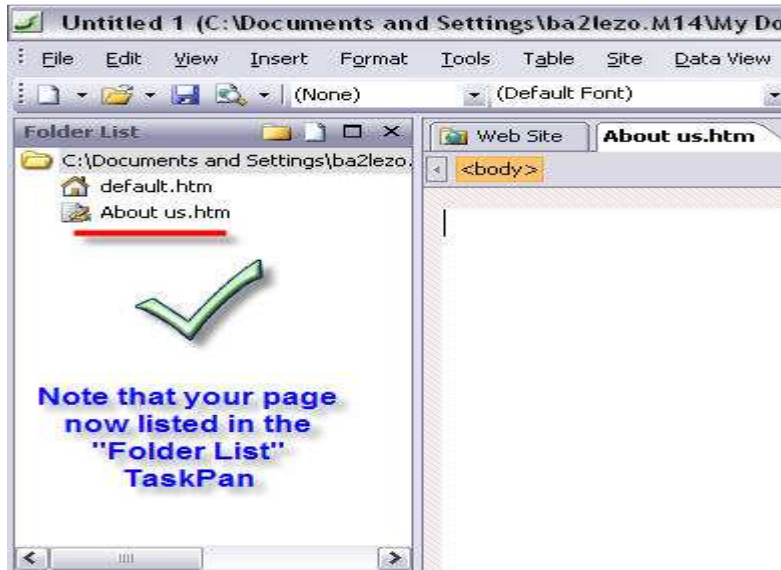 Untitled 1 (C:\Documents and Settings\ba2lezo.M14\My Do
File Edit View Insert Format Tools Table Site Data View
(None) (Default Font)
Folder List
Web Site About us.htm
C:\Documents and Settings\ba2lezo.
<body>
default.htm
About us.htm
Note that your page
now listed in the
"Folder List"
TaskPan